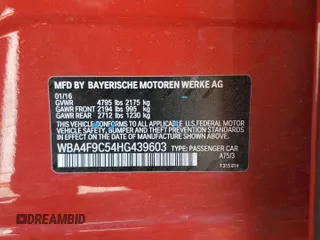 MFD BY BAYERISCHE MOTOREN WERKE AG
01/16
GVWR 4795 lbs 2175 kg
GAWR FRONT 2194 lbs 995 kg
GAWR REAR 2712 lbs 1230 kg
THIS VEHICLE CONFORMS TO ALL APPLICABLE U.S.FEDERAL MOTOR
VEHICLE SAFETY, BUMPER AND THEFT PREVENTION STANDARDS
IN EFFECT ON THE DATE OF MANUFACTURE SHOWN ABOVE.
WBA4F9C54HG439603 TYPE: PASSENGER CAR
A75/3
DREAMBID